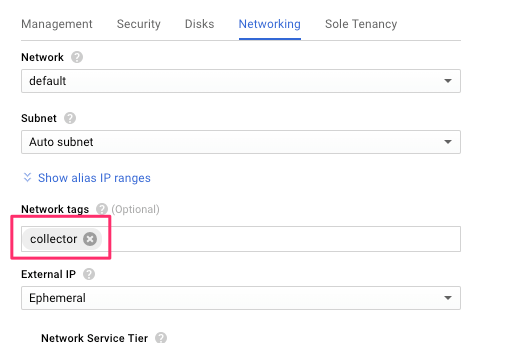 Management Security Disks Networking Sole Tenancy
Network ?
default
Subnet ?
Auto subnet
Show alias IP ranges
Network tags ? (Optional)
collector
External IP ?
Ephemeral
Network Service Tier ?